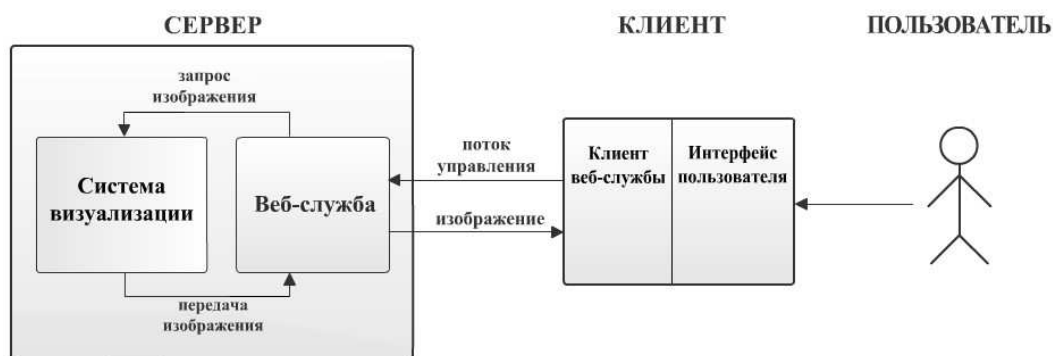 СЕРВЕР
КЛИЕНТ
ПОЛЬЗОВАТЕЛЬ
запрос
изображения
Система
визуализации
Веб-служба
передача
изображения
поток
управления
изображение
Клиент
веб-службы
Интерфейс
пользователя